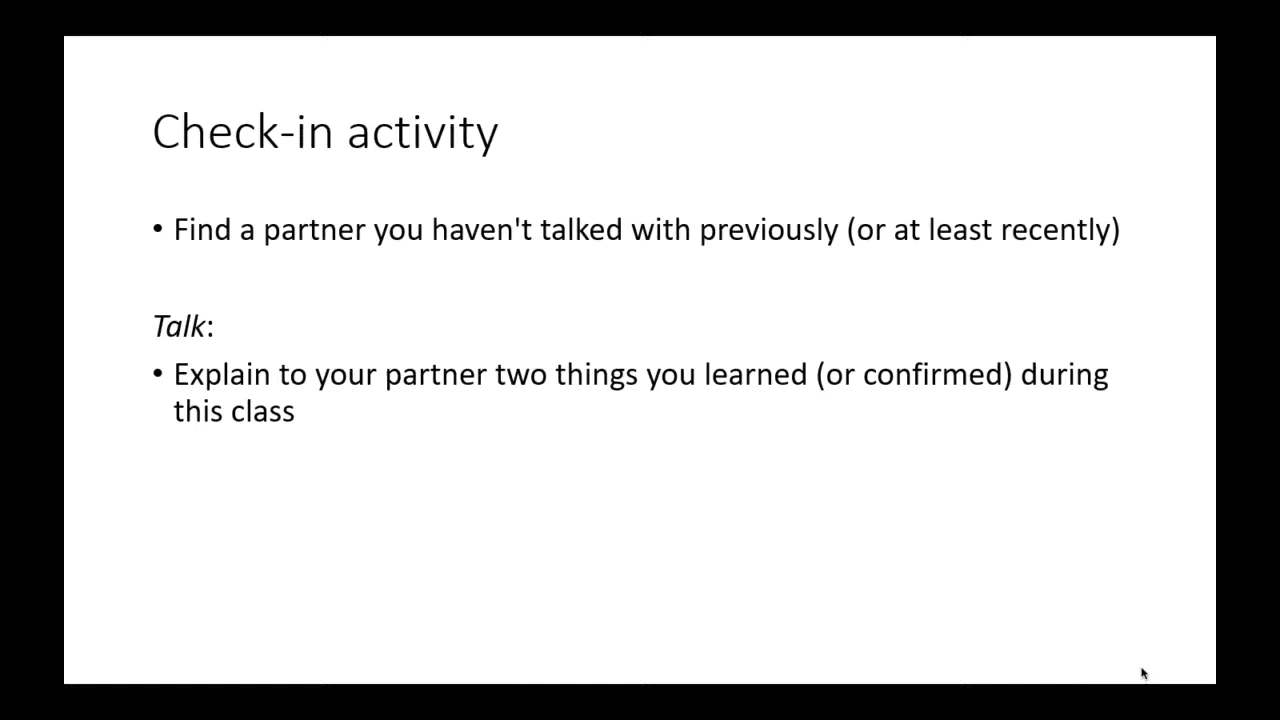 Check-in activity
• Find a partner you haven't talked with previously (or at least recently)
Talk:
• Explain to your partner two things you learned (or confirmed) during
this class